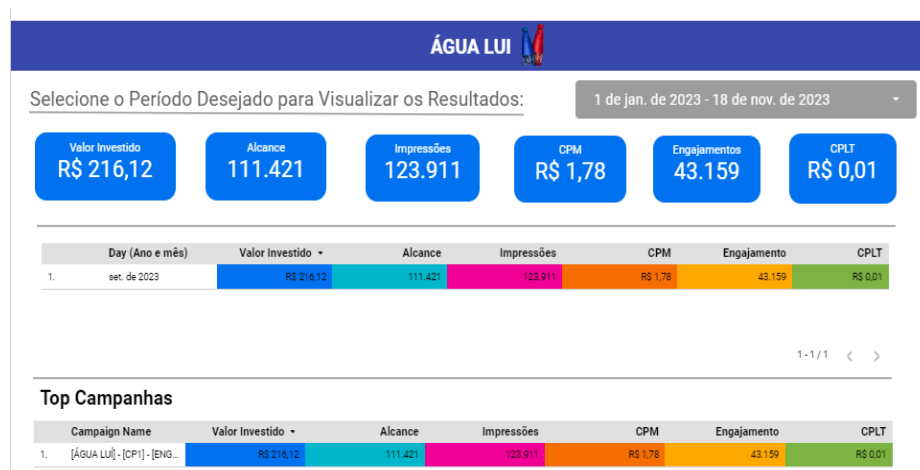 ÁGUA LUI
Selecione o Período Desejado para Visualizar os Resultados:
1 de jan. de 2023 - 18 de nov. de 2023
Valor Investido Alcance Impressões CPM Engajamentos CPLT
R$ 216,12 111.421 123.911 R$ 1,78 43.159 R$ 0,01
Day (Ano e mês) Valor Investido Alcance Impressões CPM Engajamento CPLT
1. set. de 2023 R$ 216,12 111.421 123.911 R$ 1,78 43.159 R$ 0,01
1 - 1 / 1
Top Campanhas
Campaign Name Valor Investido Alcance Impressões CPM Engajamento CPLT
1. [ÁGUA LUÍ] - [CP1] - [ENG... R$ 216,12 111.421 123.911 R$ 1,78 43.159 R$ 0,01